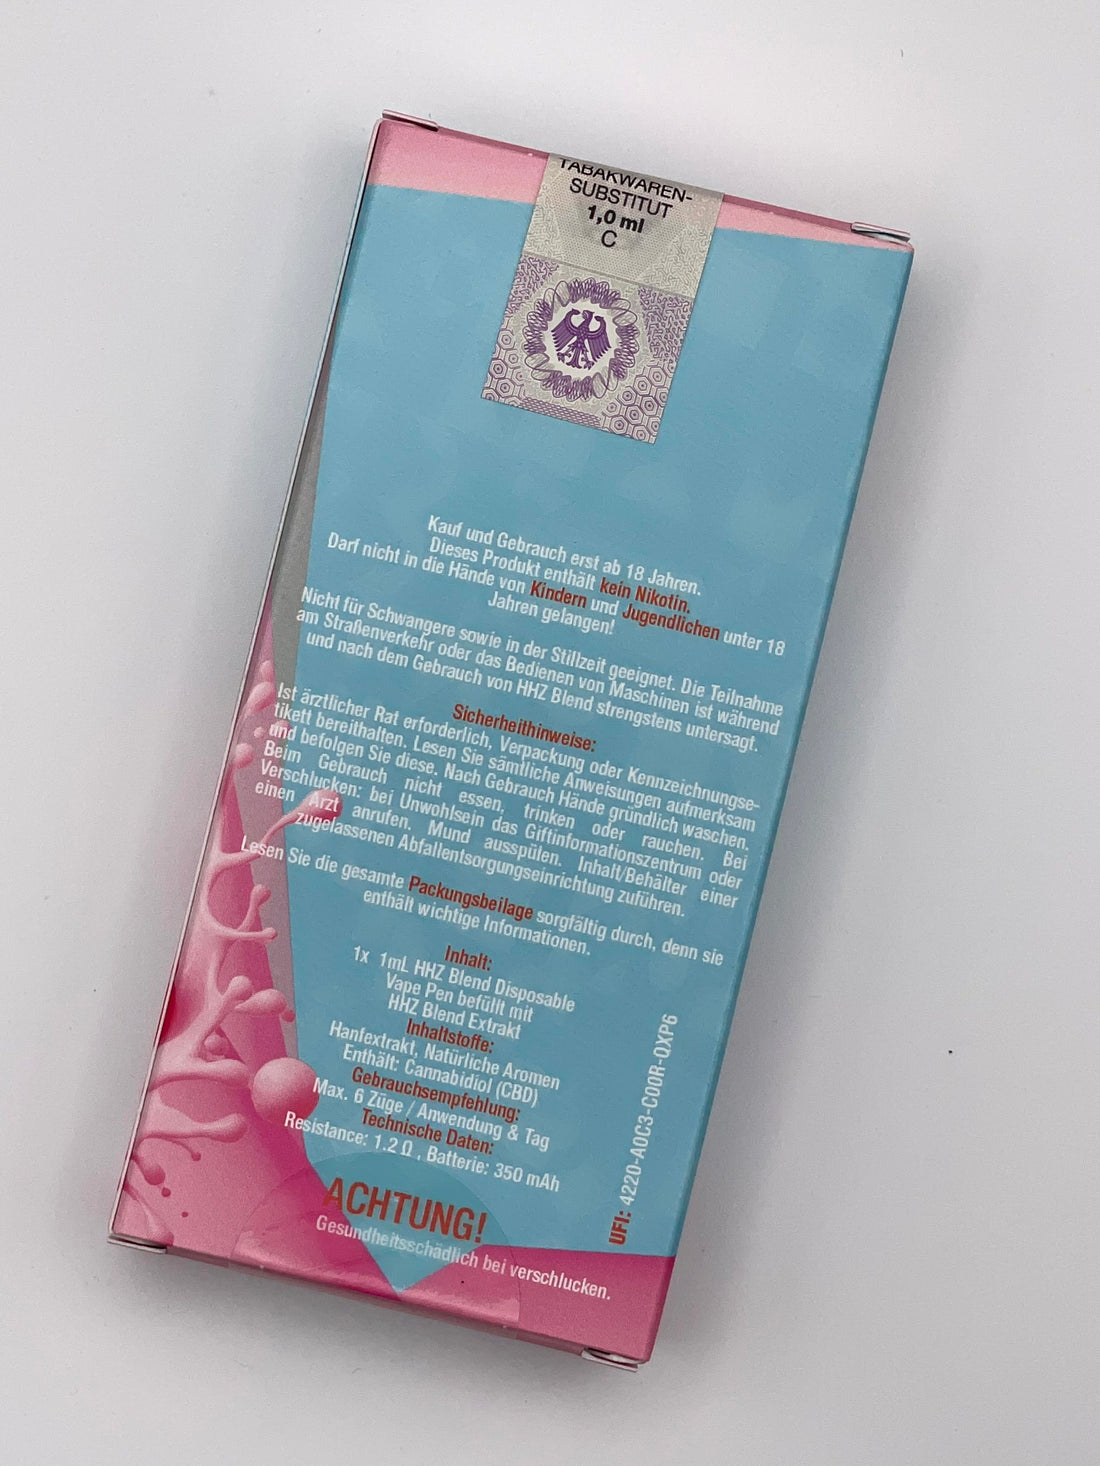 TABAKWAREN-
SUBSTITUT
1,0 ml
C
Kauf und Gebrauch erst ab 18 Jahren.
Dieses Produkt enthält kein Nikotin.
Darf nicht in die Hände von Kindern und Jugendlichen unter 18
Jahren gelangen!
Nicht für Schwangere sowie in der Stillzeit geeignet. Die Teilnahme
am Straßenverkehr oder das Bedienen von Maschinen ist während
und nach dem Gebrauch von HHZ Blend strengstens untersagt.
Sicherheithinweise:
Ist ärztlicher Rat erforderlich, Verpackung oder Kennzeichnungse-
tikett bereithalten. Lesen Sie sämtliche Anweisungen aufmerksam
und befolgen Sie diese. Nach Gebrauch Hände gründlich waschen.
Beim Gebrauch nicht essen, trinken oder rauchen. Bei
Verschlucken: bei Unwohlsein das Giftinformationszentrum oder
einen Arzt anrufen. Mund ausspülen. Inhalt/Behälter einer
zugelassenen Abfallentsorgungseinrichtung zuführen.
Lesen Sie die gesamte Packungsbeilage sorgfältig durch, denn sie
enthält wichtige Informationen.
Inhalt:
1x 1mL HHZ Blend Disposable
Vape Pen befüllt mit
HHZ Blend Extrakt
Inhaltstoffe:
Hanfextrakt, Natürliche Aromen
Enthält: Cannabidiol (CBD)
Gebrauchsempfehlung:
Max. 6 Züge / Anwendung & Tag
Technische Daten:
Resistance: 1.2 Ω , Batterie: 350 mAh
ACHTUNG!
Gesundheitsschädlich bei verschlucken.
UFI: 4220-A0C3-C00R-QXP6